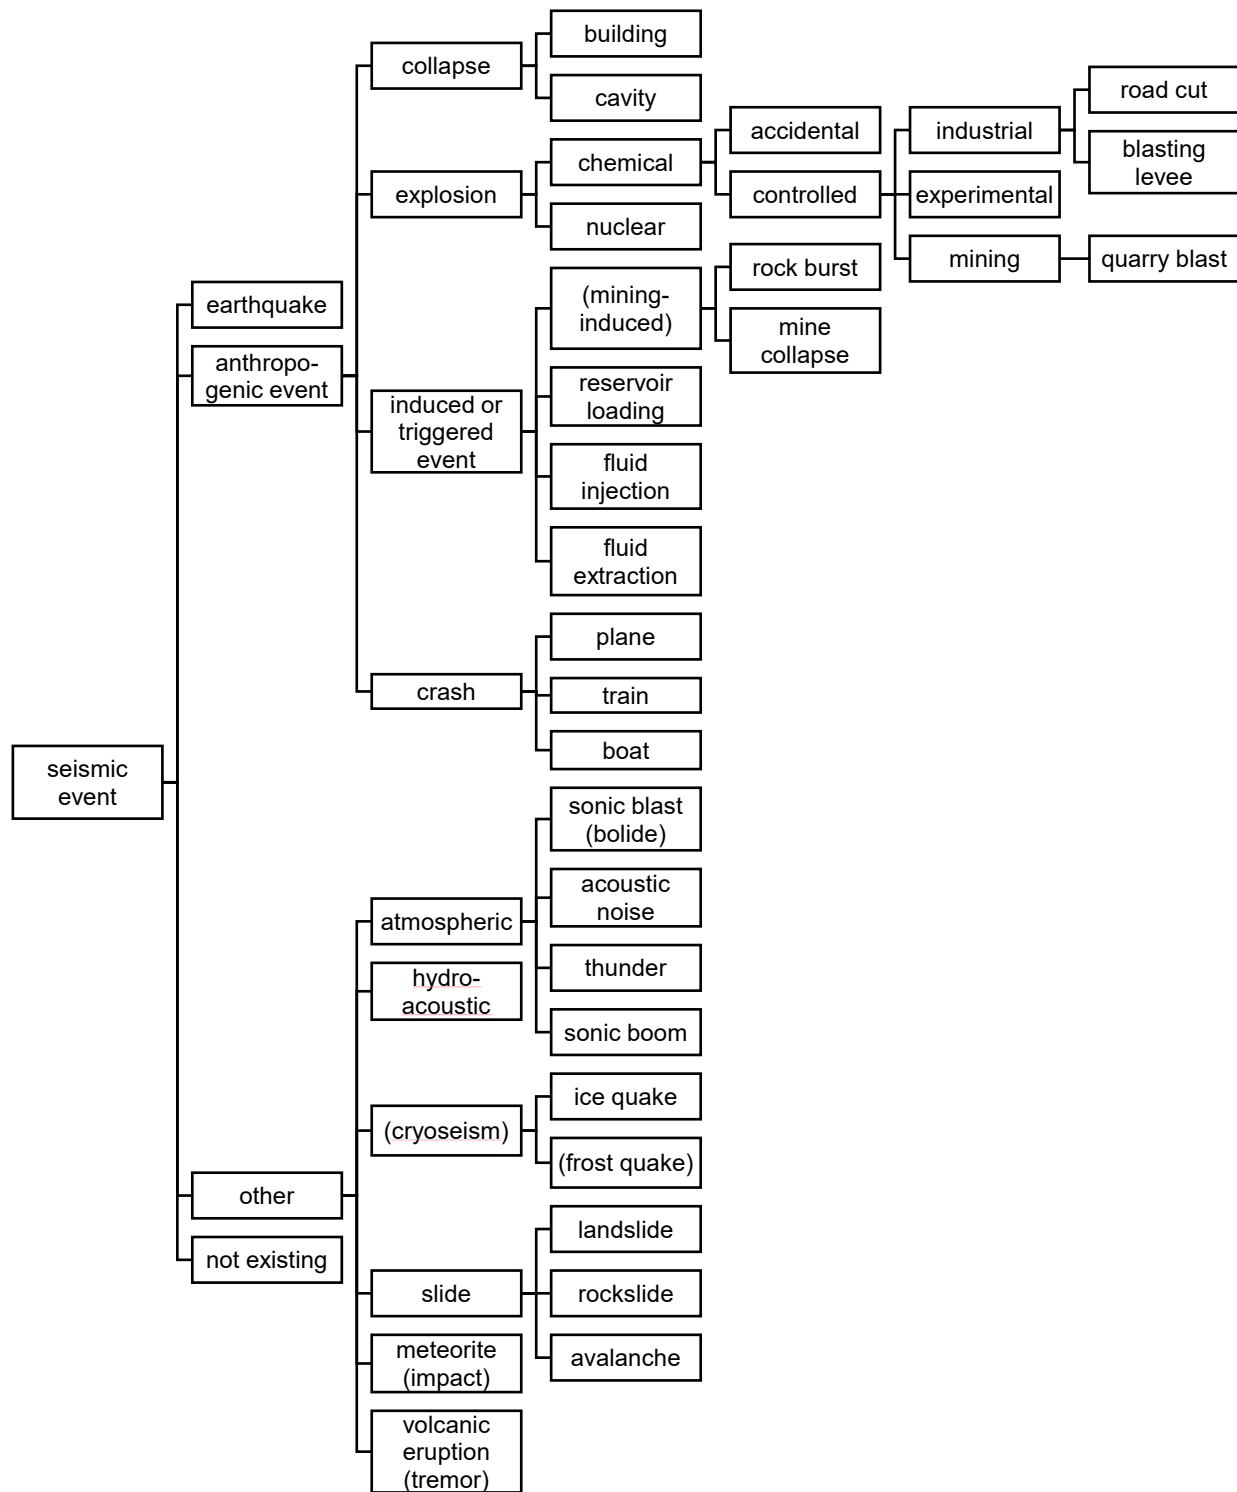 building
collapse
cavity
road cut
accidental
industrial
blasting
levee
chemical
explosion
controlled
experimental
nuclear
mining
quarry blast
rock burst
(mining-
induced)
mine
collapse
earthquake
anthropo-
genic event
reservoir
loading
induced or
triggered
event
fluid
injection
fluid
extraction
plane
crash
train
boat
seismic
event
sonic blast
(bolide)
acoustic
noise
atmospheric
thunder
hydro-
acoustic
sonic boom
ice quake
(cryoseism)
(frost quake)
other
landslide
not existing
slide
rockslide
meteorite
(impact)
avalanche
volcanic
eruption
(tremor)